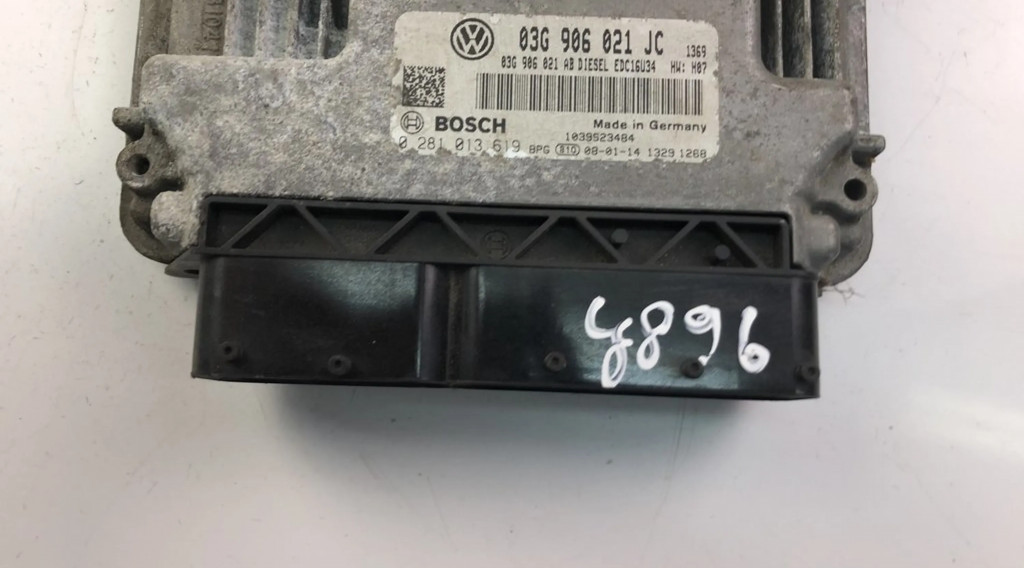 03G 906 021 JC 1369
03G 906 021 AB DIESEL EDC16U34 HW: H07
BOSCH Made in Germany
1039S23484
0 281 013 619 BPG 810 08-01-14 1329 1268